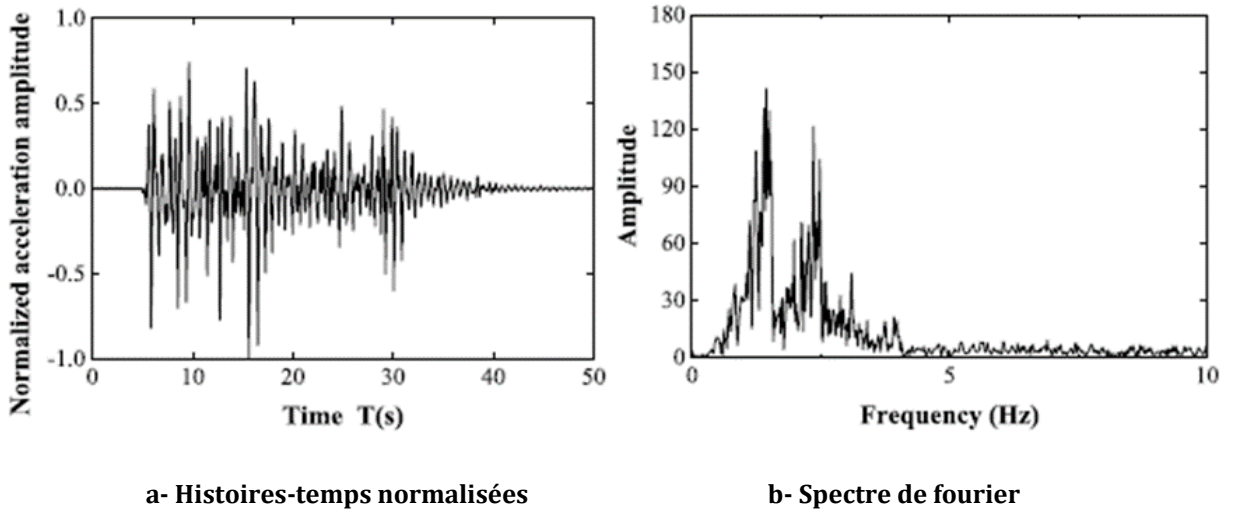 1.0
0.5
0.0
-0.5
-1.0
Normalized acceleration amplitude
0 10 20 30 40 50
Time T(s)
180
150
120
90
60
30
0
Amplitude
0 5 10
Frequency (Hz)
a- Histoires-temps normalisées
b- Spectre de fourier